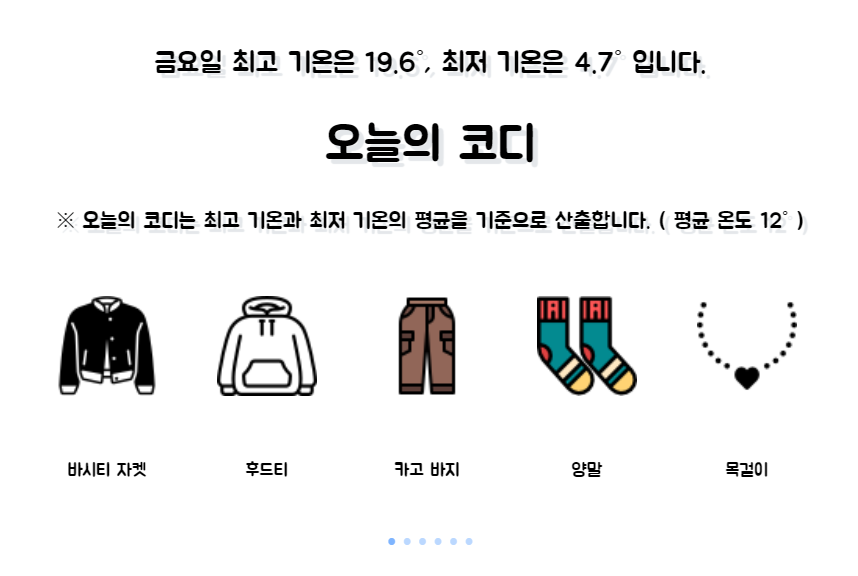 금요일 최고 기온은 19.6°, 최저 기온은 4.7° 입니다.
오늘의 코디
※ 오늘의 코디는 최고 기온과 최저 기온의 평균을 기준으로 산출합니다. ( 평균 온도 12° )
바시티 자켓
후드티
카고 바지
양말
목걸이